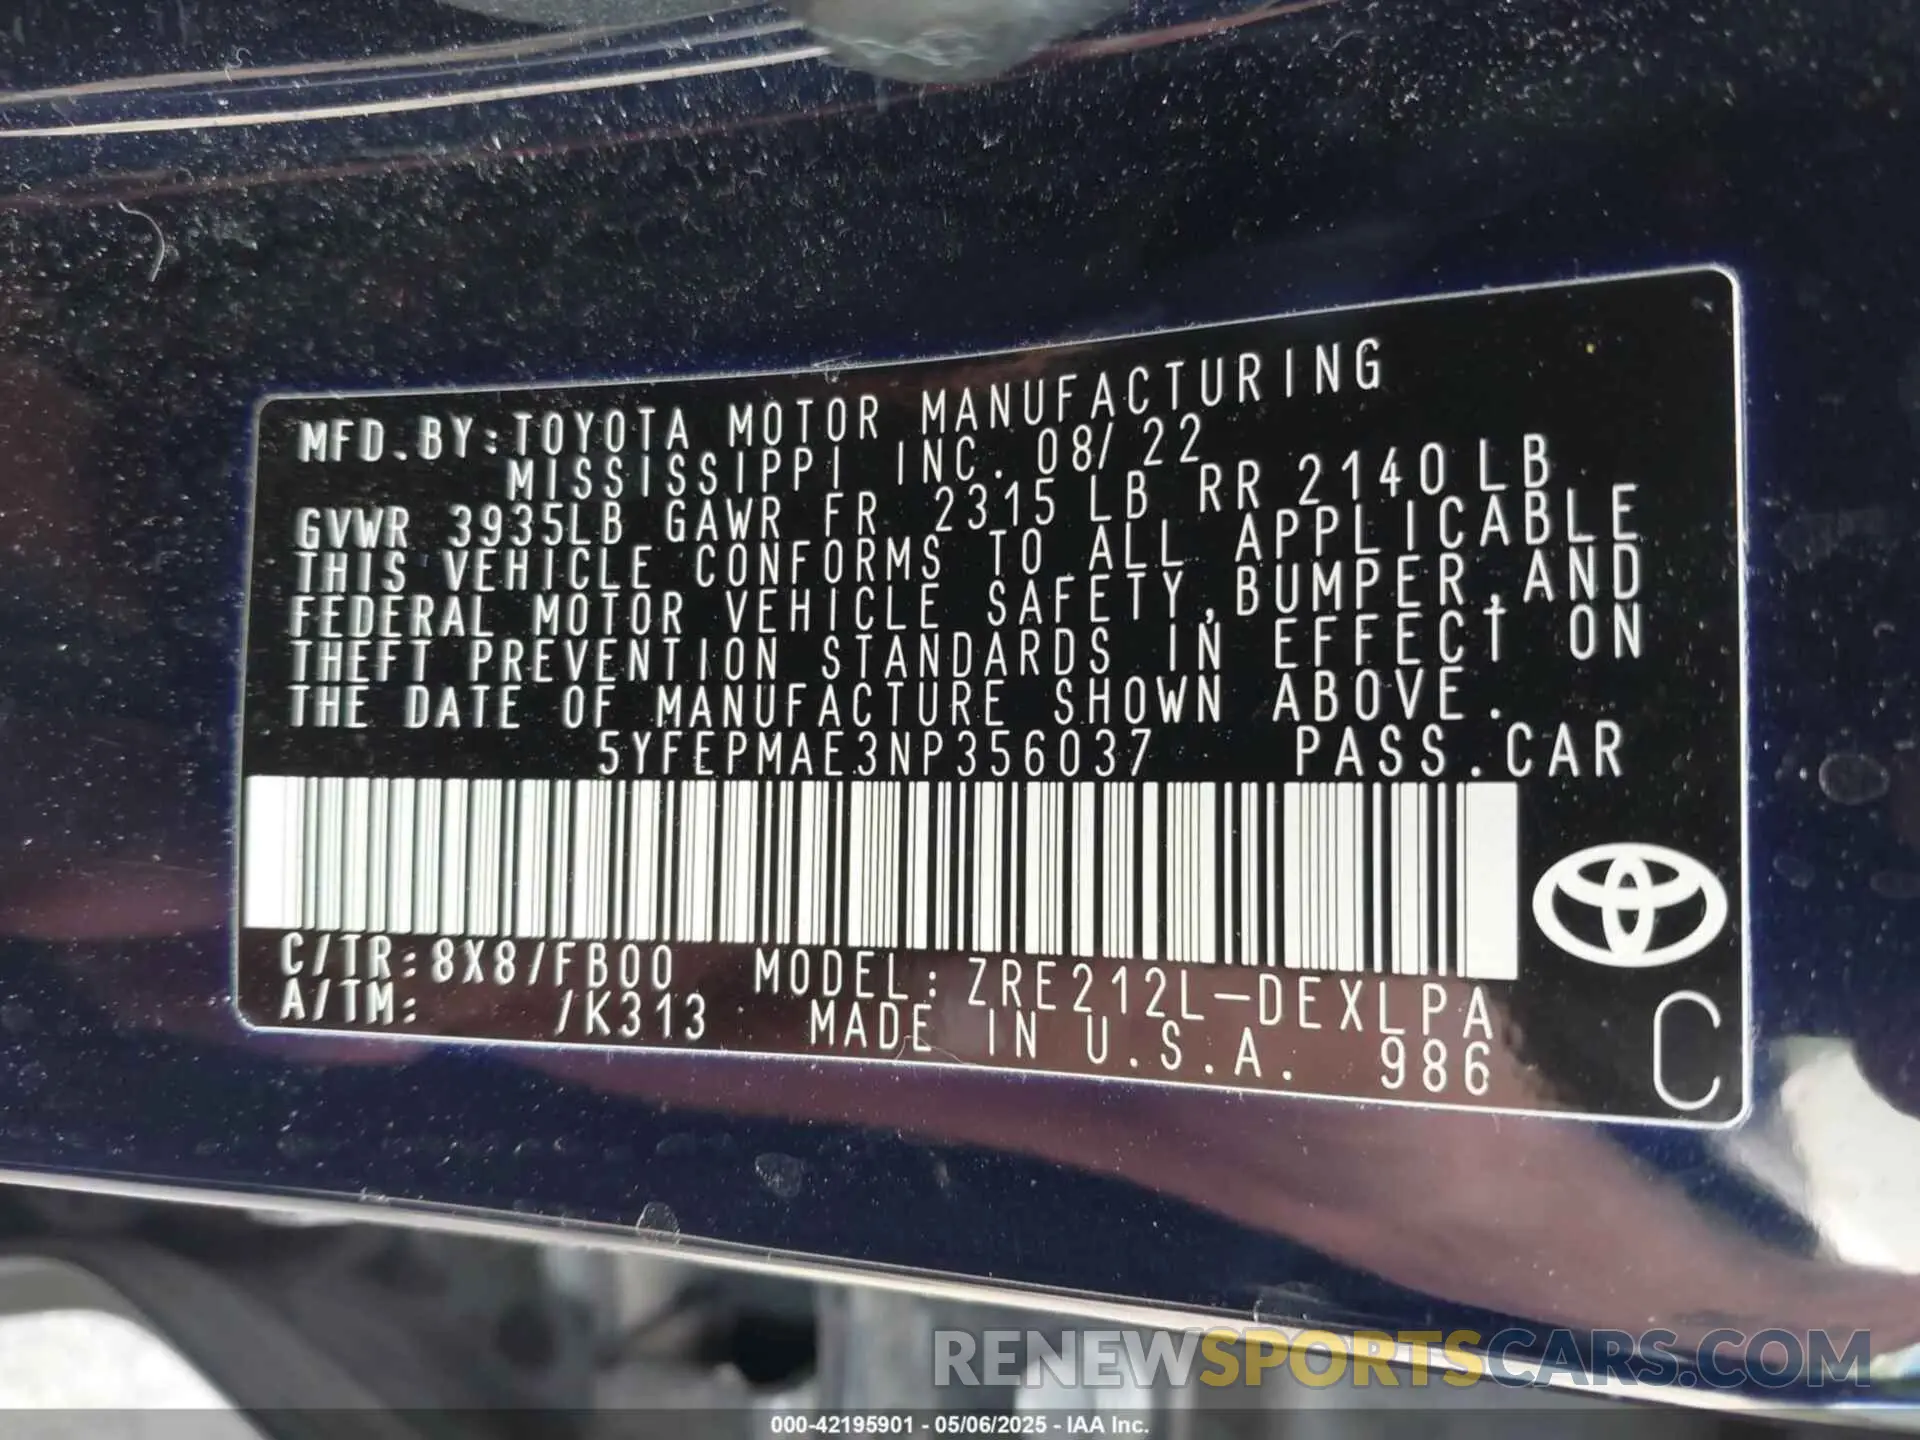 MFD.BY:TOYOTA MOTOR MANUFACTURING
MISSISSIPPI INC. 08/22
GVWR 3935LB GAWR FR 2315 LB RR 2140LB
THIS VEHICLE CONFORMS TO ALL APPLICABLE
FEDERAL MOTOR VEHICLE SAFETY,BUMPER,AND
THEFT PREVENTION STANDARDS IN EFFECT ON
THE DATE OF MANUFACTURE SHOWN ABOVE.
5YFEPMAE3NP356037 PASS.CAR
C/TR:8X8/FB00 MODEL:ZRE212L-DEXLPA
A/TM: /K313 MADE IN U.S.A. 986
C
RENEWSPORTSCARS.COM
000-42195901 - 05/06/2025 - IAA Inc.